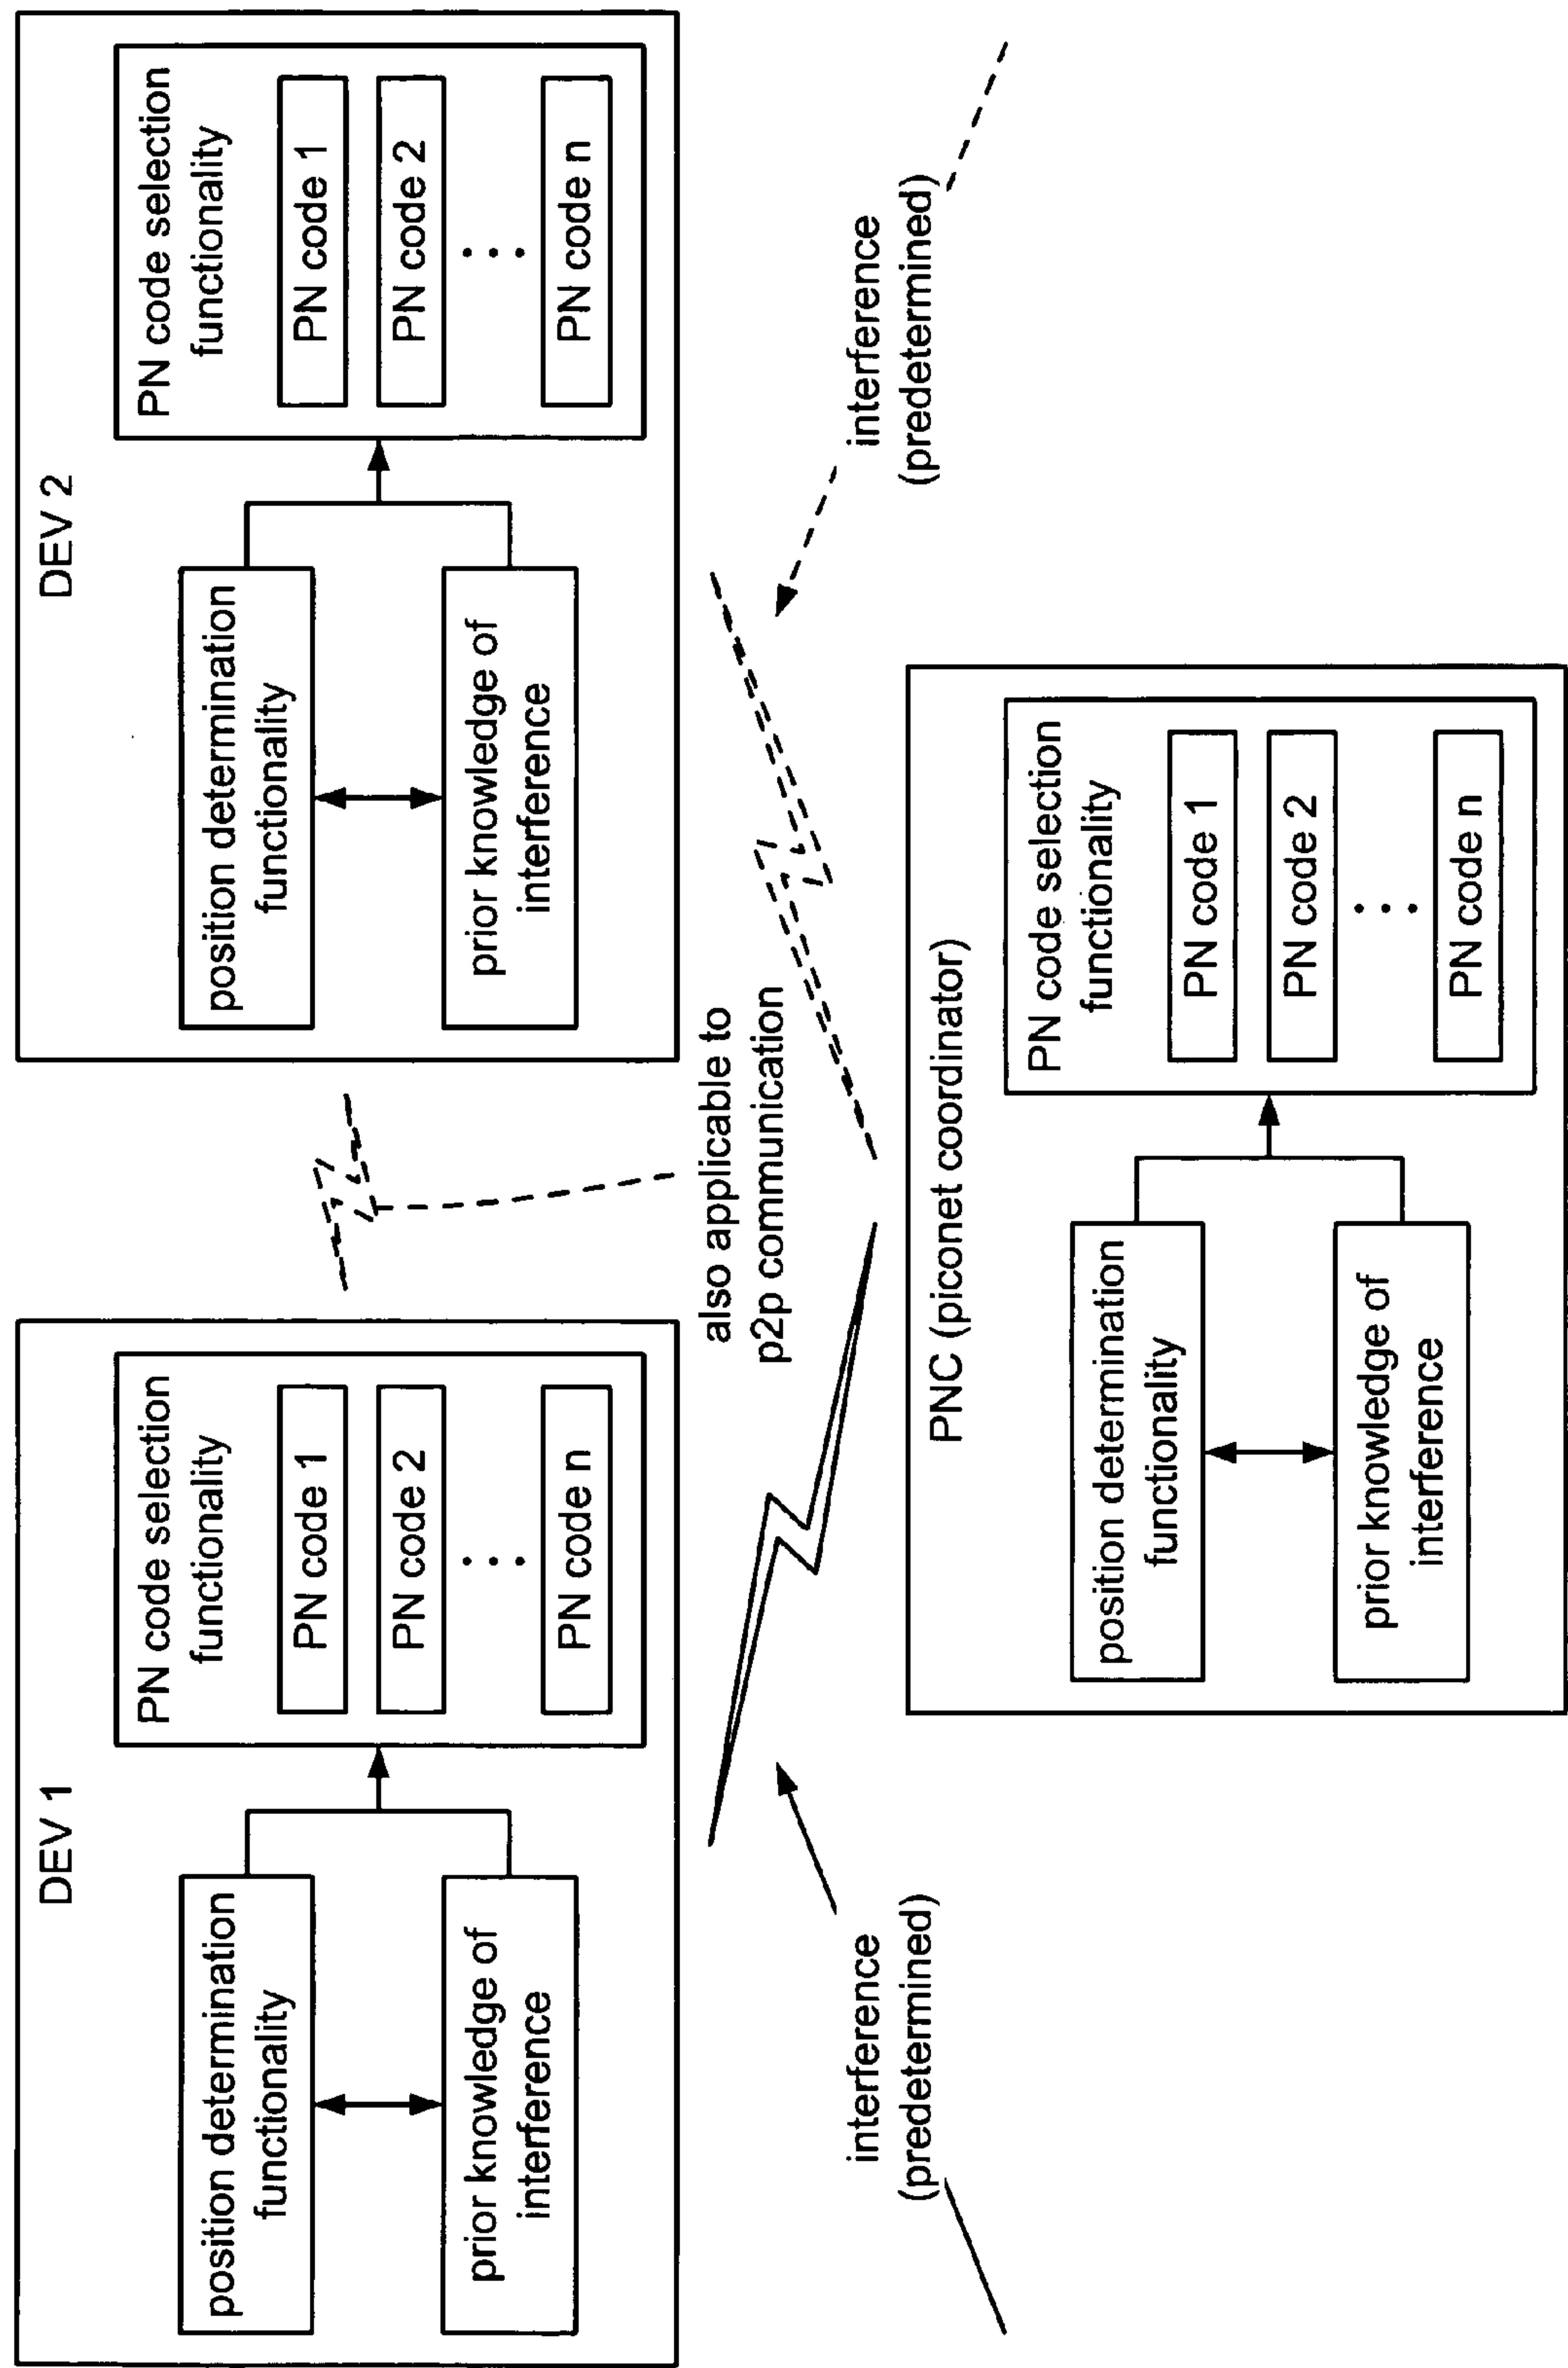 DEV 1
position determination
functionality
prior knowledge of
interference
PN code selection
functionality
PN code 1
PN code 2
PN code n
DEV 2
position determination
functionality
prior knowledge of
interference
PN code selection
functionality
PN code 1
PN code 2
PN code n
also applicable to
p2p communication
interference
(predetermined)
interference
(predetermined)
PNC (piconet coordinator)
position determination
functionality
prior knowledge of
interference
PN code selection
functionality
PN code 1
PN code 2
PN code n